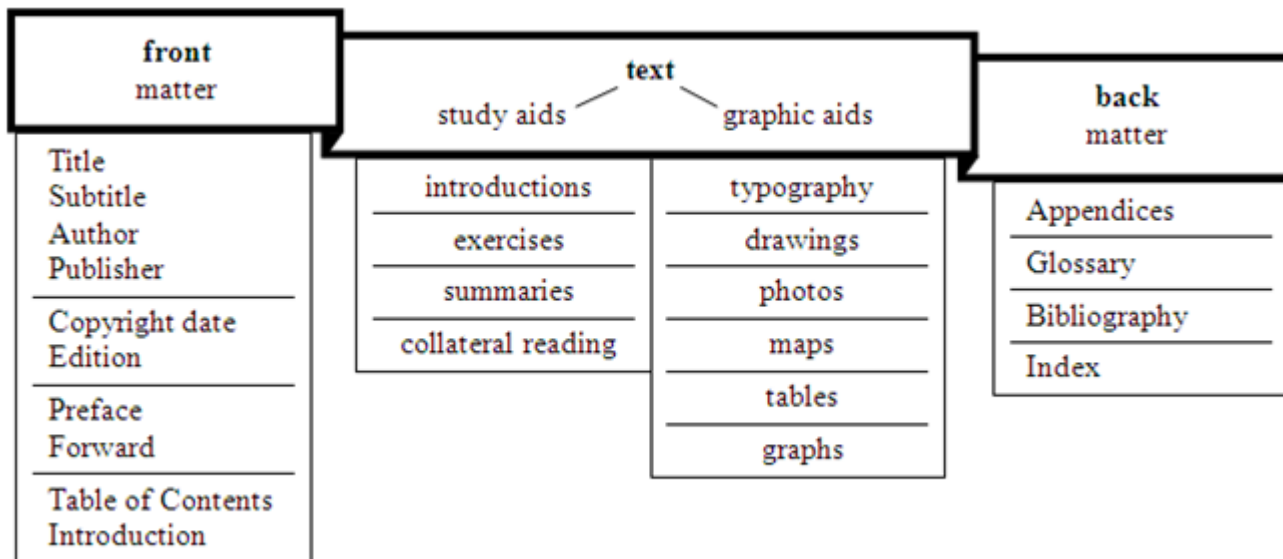 front
matter
Title
Subtitle
Author
Publisher
Copyright date
Edition
Preface
Forward
Table of Contents
Introduction
text
study aids
graphic aids
introductions
exercises
summaries
collateral reading
typography
drawings
photos
maps
tables
graphs
back
matter
Appendices
Glossary
Bibliography
Index